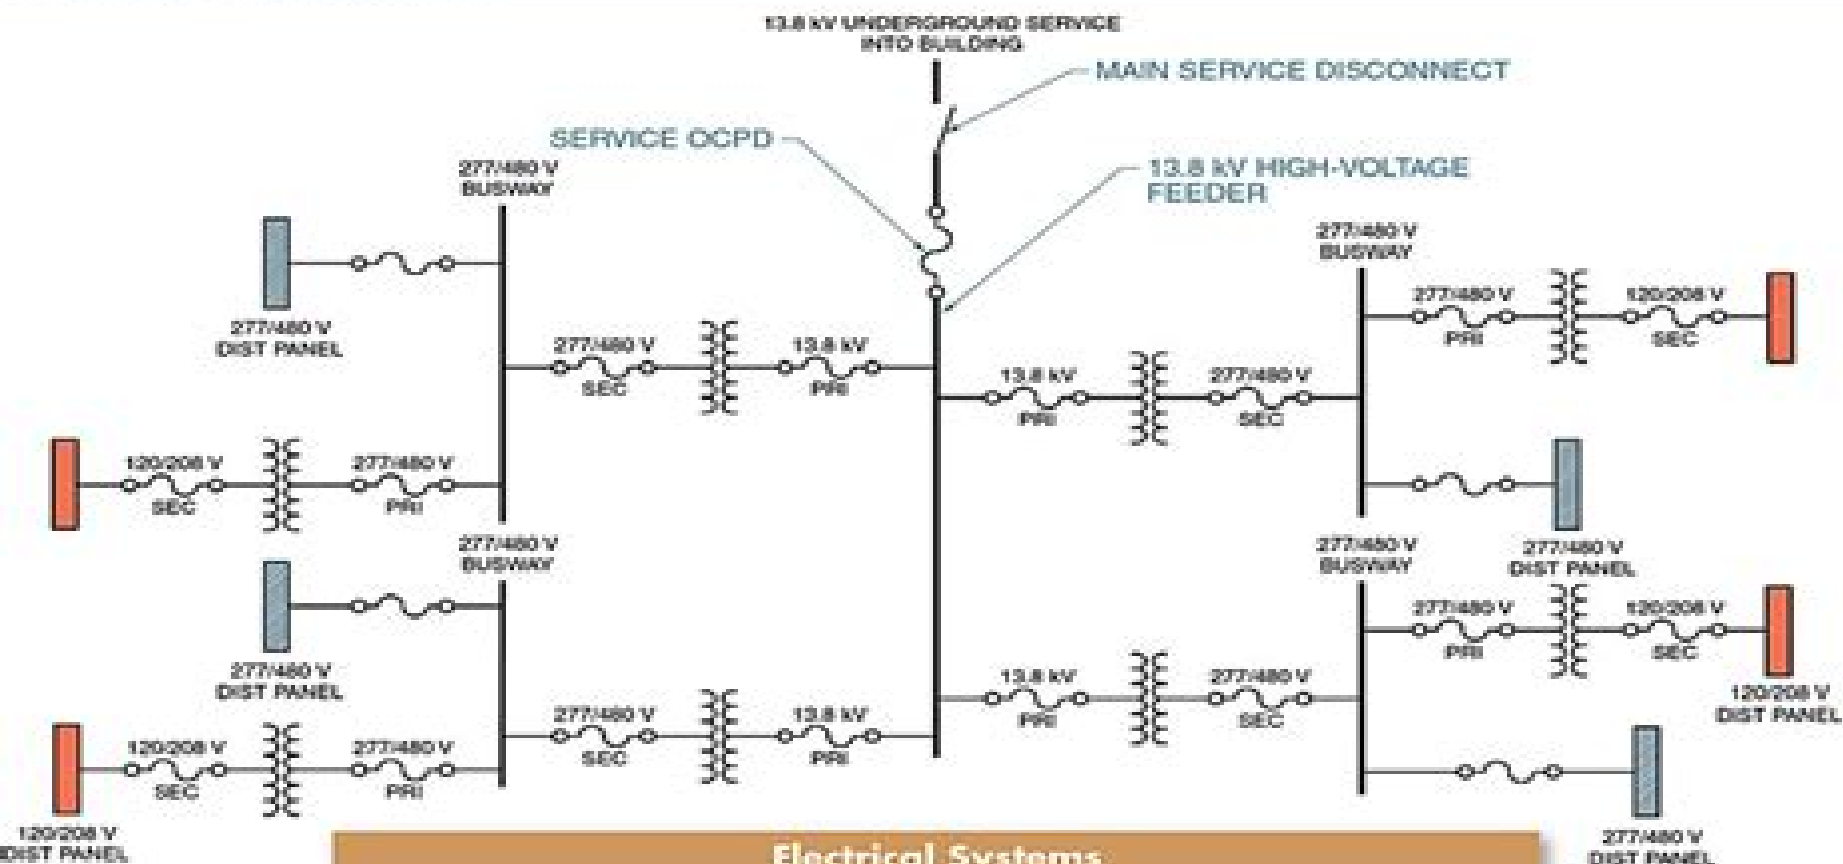 13.8 kV UNDERGROUND SERVICE
INTO BUILDING
MAIN SERVICE DISCONNECT
SERVICE OCPD
13.8 kV HIGH-VOLTAGE
FEEDER
277/480 V
BUSWAY
277/480 V
BUSWAY
277/480 V
DIST PANEL
277/480 V
SEC
13.8 kV
PRI
13.8 kV
PRI
277/480 V
SEC
277/480 V
PRI
120/208 V
SEC
120/208 V
SEC
277/480 V
PRI
277/480 V
BUSWAY
277/480 V
BUSWAY
277/480 V
DIST PANEL
277/480 V
DIST PANEL
277/480 V
PRI
120/208 V
SEC
277/480 V
SEC
13.8 kV
PRI
13.8 kV
PRI
277/480 V
SEC
120/208 V
DIST PANEL
120/208 V
SEC
277/480 V
PRI
120/208 V
DIST PANEL
277/480 V
DIST PANEL
Electrical Systems